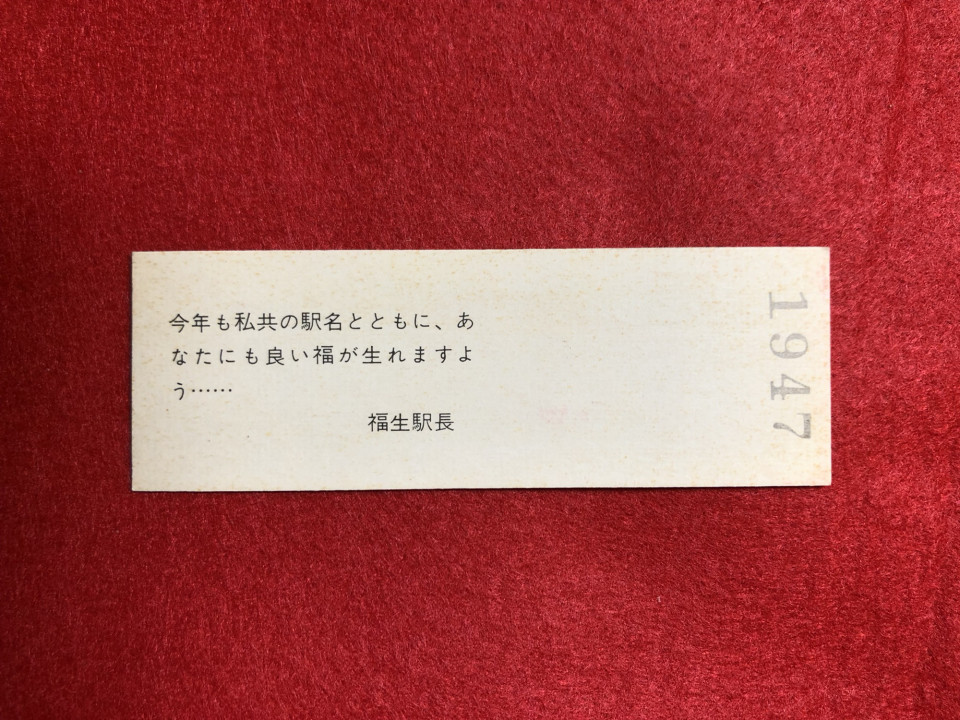 今年も私共の駅名とともに、あ
なたにも良い福が生れますよ
う……
福生駅長
1947